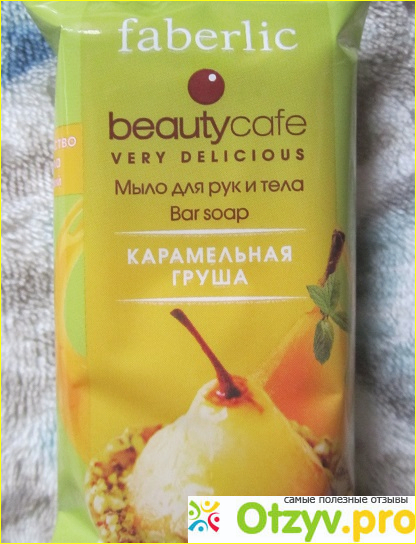 faberlic
beautycafe
VERY DELICIOUS
Мыло для рук и тела
Bar soap
КАРАМЕЛЬНАЯ
ГРУША
самые полезные отзывы
Otzyv.pro